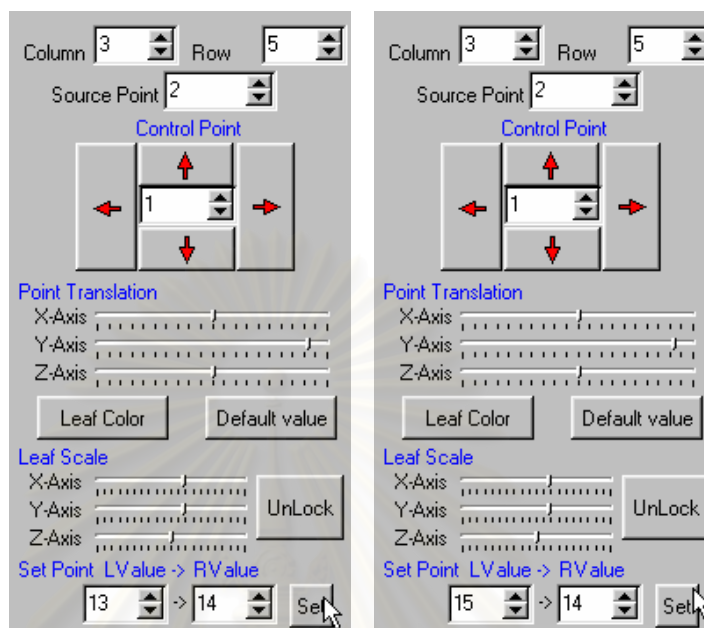 Column 3 Row 5
Source Point 2
Control Point
1
Point Translation
X-Axis
Y-Axis
Z-Axis
Leaf Color Default value
Leaf Scale
X-Axis
Y-Axis UnLock
Z-Axis
Set Point LValue -> RValue
13 -> 14 Set
Column 3 Row 5
Source Point 2
Control Point
1
Point Translation
X-Axis
Y-Axis
Z-Axis
Leaf Color Default value
Leaf Scale
X-Axis
Y-Axis UnLock
Z-Axis
Set Point LValue -> RValue
15 -> 14 Set